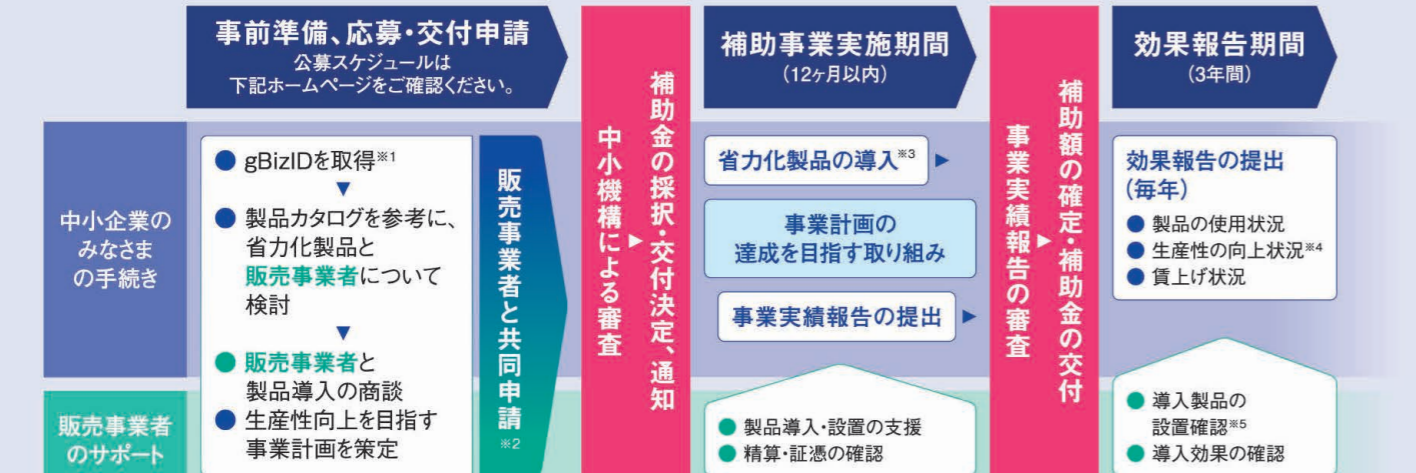 事前準備、応募・交付申請
公募スケジュールは
下記ホームページをご確認ください。
中小企業の
みなさま
の手続き
● gBizIDを取得※1
▼
● 製品カタログを参考に、
省力化製品と
販売事業者について
検討
▼
● 販売事業者と
製品導入の商談
● 生産性向上を目指す
事業計画を策定
販売事業者と共同申請※2
中小機構による審査
▶
補助金の採択・交付決定、通知
補助事業実施期間
(12ヶ月以内)
省力化製品の導入※3 ▶
事業計画の
達成を目指す取り組み
事業実績報告の提出 ▶
事業実績報告の審査
▶
補助額の確定・補助金の交付
効果報告期間
(3年間)
効果報告の提出
(毎年)
● 製品の使用状況
● 生産性の向上状況※4
● 賃上げ状況
販売事業者
のサポート
● 製品導入・設置の支援
● 精算・証憑の確認
● 導入製品の
設置確認※5
● 導入効果の確認